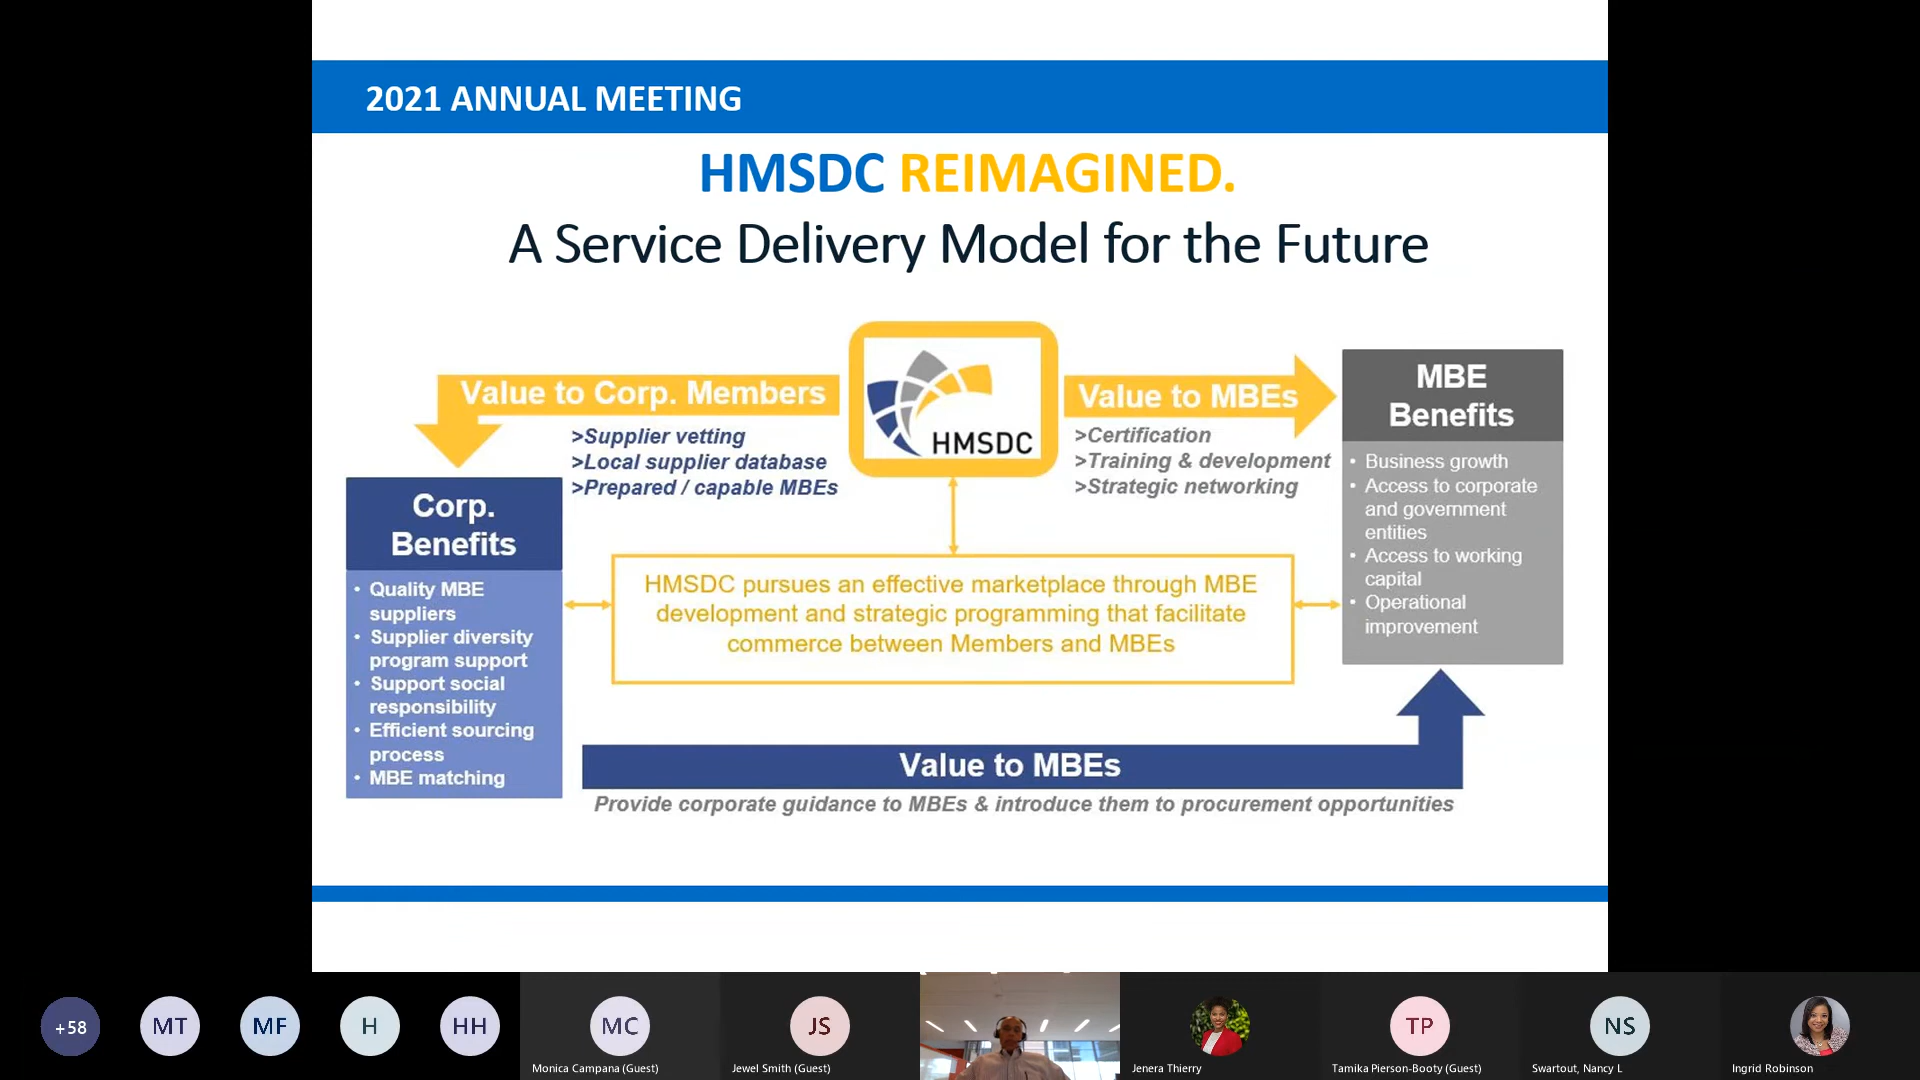 2021 ANNUAL MEETING
HMSDC REIMAGINED.
A Service Delivery Model for the Future
Value to Corp. Members
>Supplier vetting
>Local supplier database
>Prepared / capable MBEs
HMSDC
Value to MBEs
>Certification
>Training & development
>Strategic networking
MBE
Benefits
• Business growth
• Access to corporate
and government
entities
• Access to working
capital
• Operational
improvement
Corp.
Benefits
• Quality MBE
suppliers
• Supplier diversity
program support
• Support social
responsibility
• Efficient sourcing
process
• MBE matching
HMSDC pursues an effective marketplace through MBE
development and strategic programming that facilitate
commerce between Members and MBEs
Value to MBEs
Provide corporate guidance to MBEs & introduce them to procurement opportunities
+58
MT
MF
H
HH
MC
Monica Campana (Guest)
JS
Jewel Smith (Guest)
Jenera Thierry
TP
Tamika Pierson-Booty (Guest)
NS
Swartout, Nancy L
Ingrid Robinson